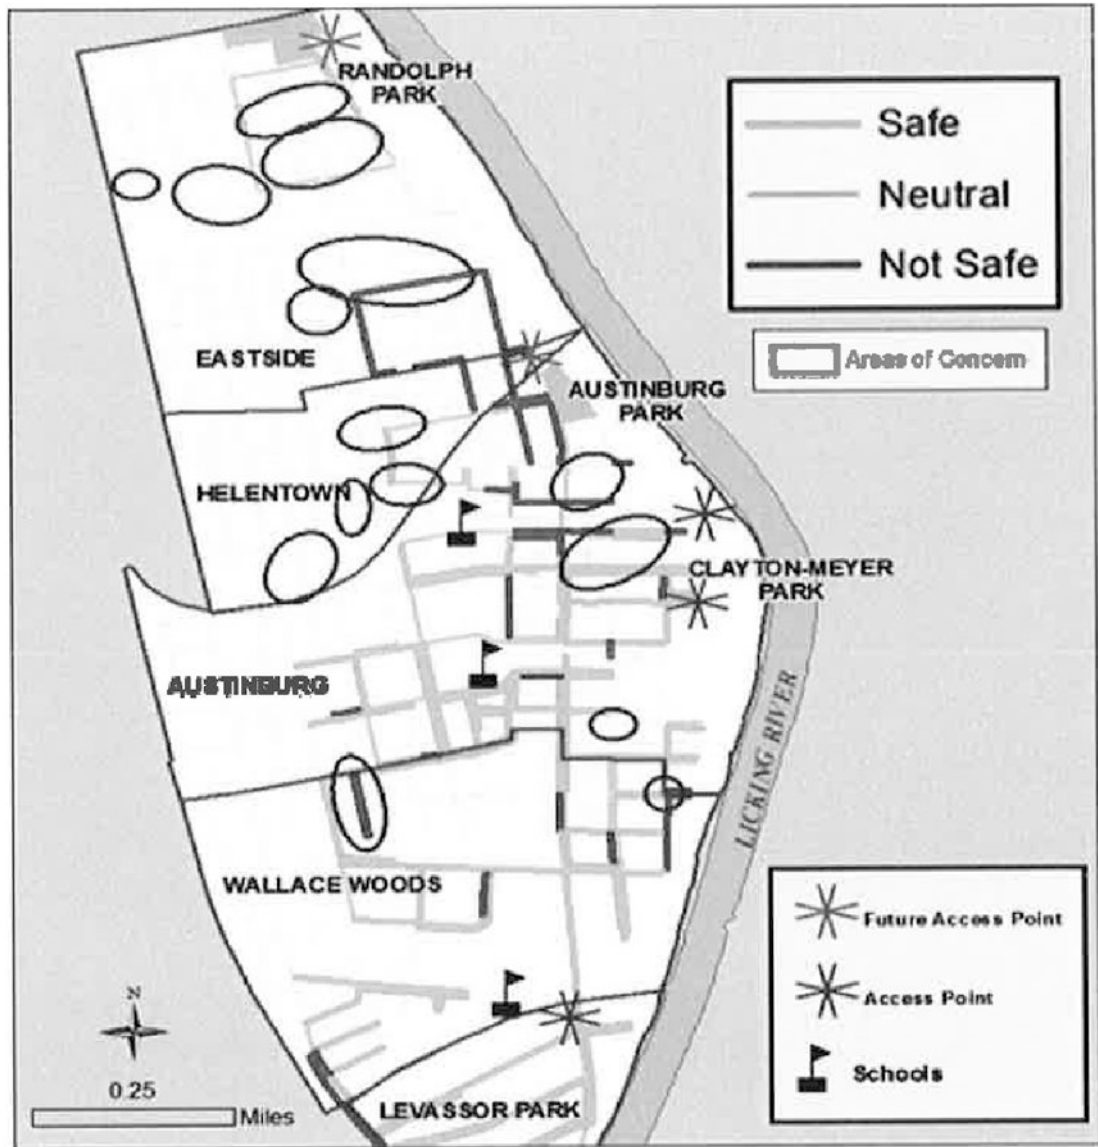 RANDOLPH
PARK
Safe
Neutral
Not Safe
Areas of Concern
EASTSIDE
AUSTINBURG
PARK
HELENTOWN
CLAYTON-MEYER
PARK
AUSTINBURG
LICKING RIVER
WALLACE WOODS
Future Access Point
Access Point
Schools
N
0.25
Miles
LEVASSOR PARK